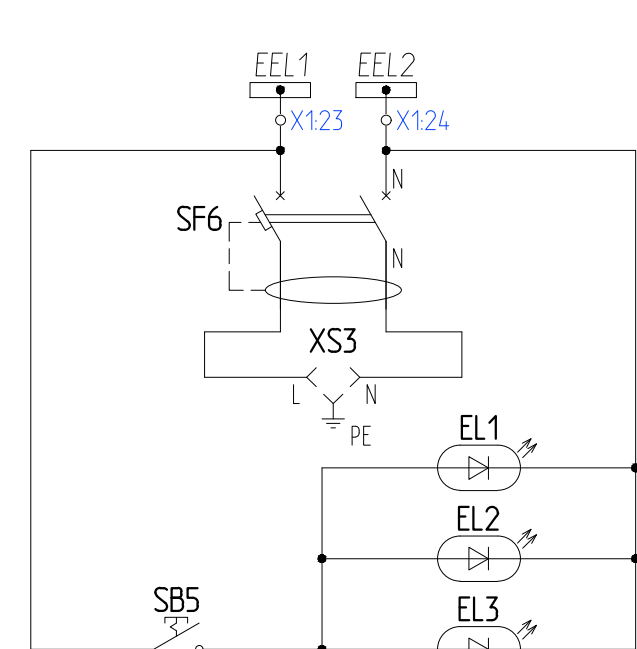 EEL1 EEL2
X1:23 X1:24
N
SF6
N
XS3
L N
PE
EL1
EL2
SB5 EL3